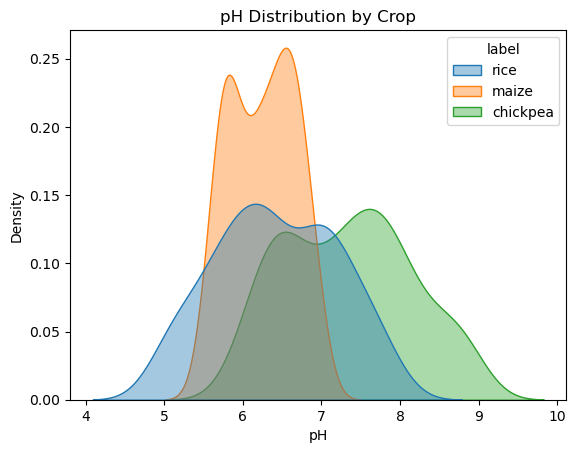 pH Distribution by Crop
label
rice
maize
chickpea
Density
0.25
0.20
0.15
0.10
0.05
0.00
4 5 6 7 8 9 10
pH